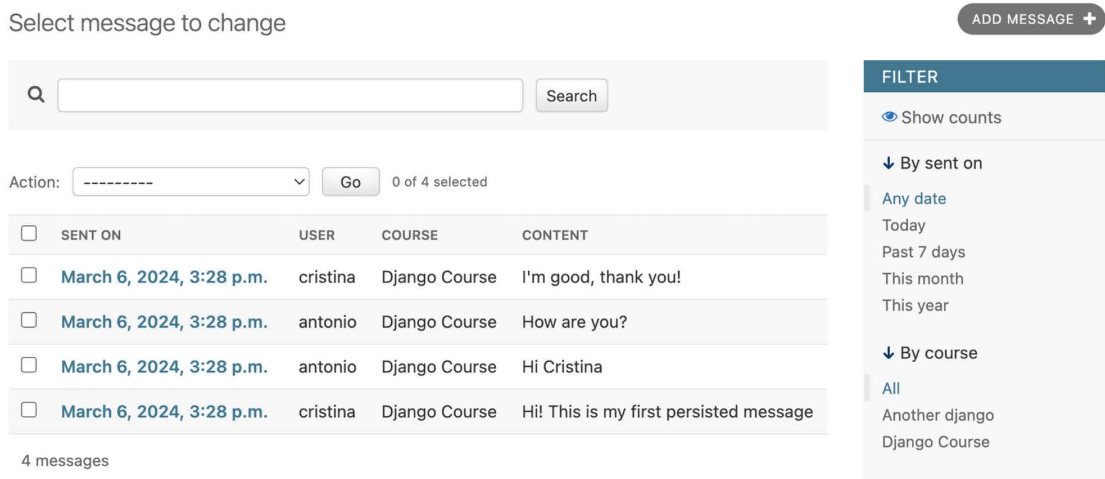 Select message to change
ADD MESSAGE +
Search
Action: --------- Go 0 of 4 selected
SENT ON USER COURSE CONTENT
March 6, 2024, 3:28 p.m. cristina Django Course I'm good, thank you!
March 6, 2024, 3:28 p.m. antonio Django Course How are you?
March 6, 2024, 3:28 p.m. antonio Django Course Hi Cristina
March 6, 2024, 3:28 p.m. cristina Django Course Hi! This is my first persisted message
4 messages
FILTER
Show counts
↓ By sent on
Any date
Today
Past 7 days
This month
This year
↓ By course
All
Another django
Django Course